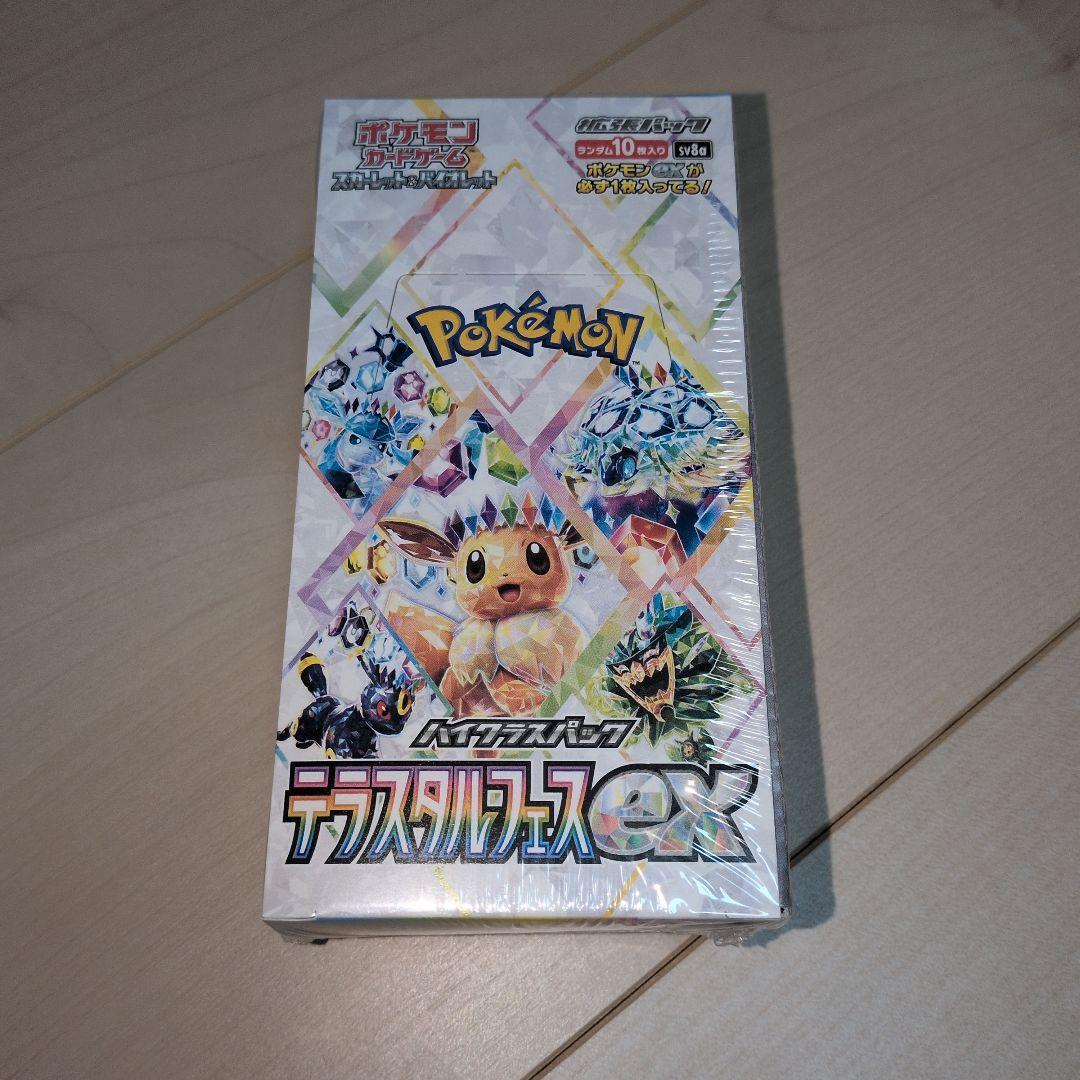 ポケモン
カードゲーム
スカーレット&バイオレット
拡張パック
ランダム10枚入り sv8a
ポケモンexが
必ず1枚入ってる!
POKéMON
TM
ハイクラスパック
テラスタルフェスex